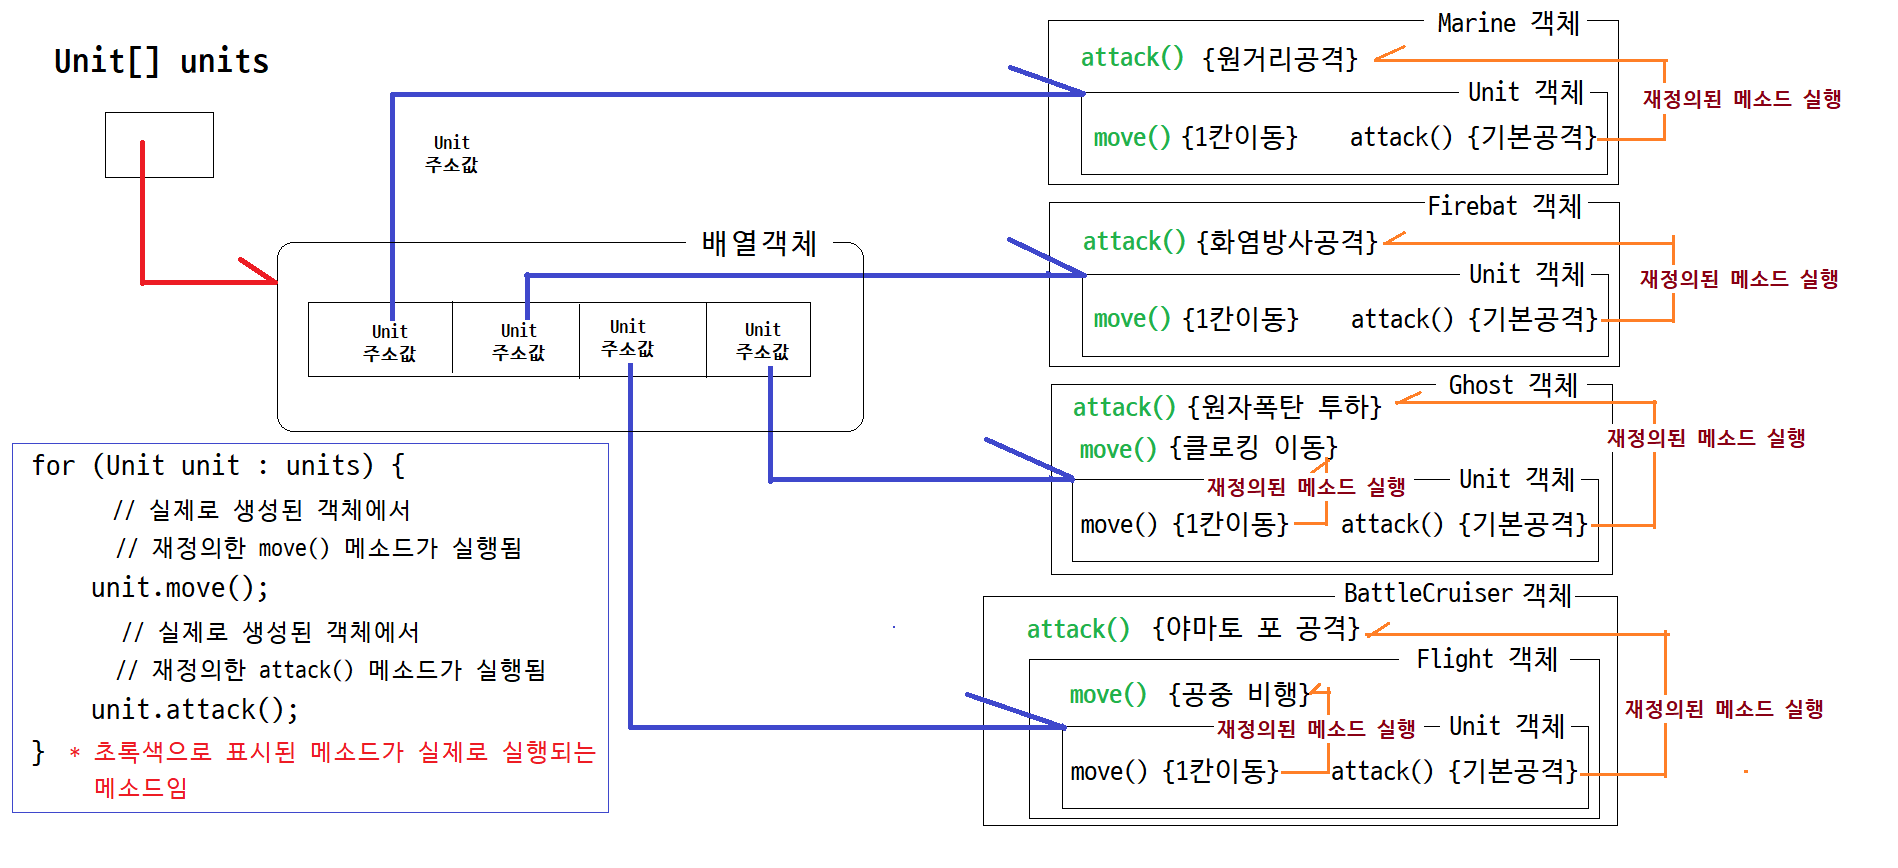 Unit[] units
Unit
주소값
배열객체
Unit
주소값
Unit
주소값
Unit
주소값
Unit
주소값
for (Unit unit : units) {
// 실제로 생성된 객체에서
// 재정의한 move() 메소드가 실행됨
unit.move();
// 실제로 생성된 객체에서
// 재정의한 attack() 메소드가 실행됨
unit.attack();
} * 초록색으로 표시된 메소드가 실제로 실행되는
메소드임
Marine 객체
attack() {원거리공격}
Unit 객체
재정의된 메소드 실행
move() {1칸이동} attack() {기본공격}
Firebat 객체
attack() {화염방사공격}
Unit 객체
재정의된 메소드 실행
move() {1칸이동} attack() {기본공격}
Ghost 객체
attack() {원자폭탄 투하}
재정의된 메소드 실행
move() {클로킹 이동}
재정의된 메소드 실행
Unit 객체
move() {1칸이동} attack() {기본공격}
BattleCruiser 객체
attack() {야마토 포 공격}
Flight 객체
move() {공중 비행}
재정의된 메소드 실행
재정의된 메소드 실행
Unit 객체
move() {1칸이동} attack() {기본공격}